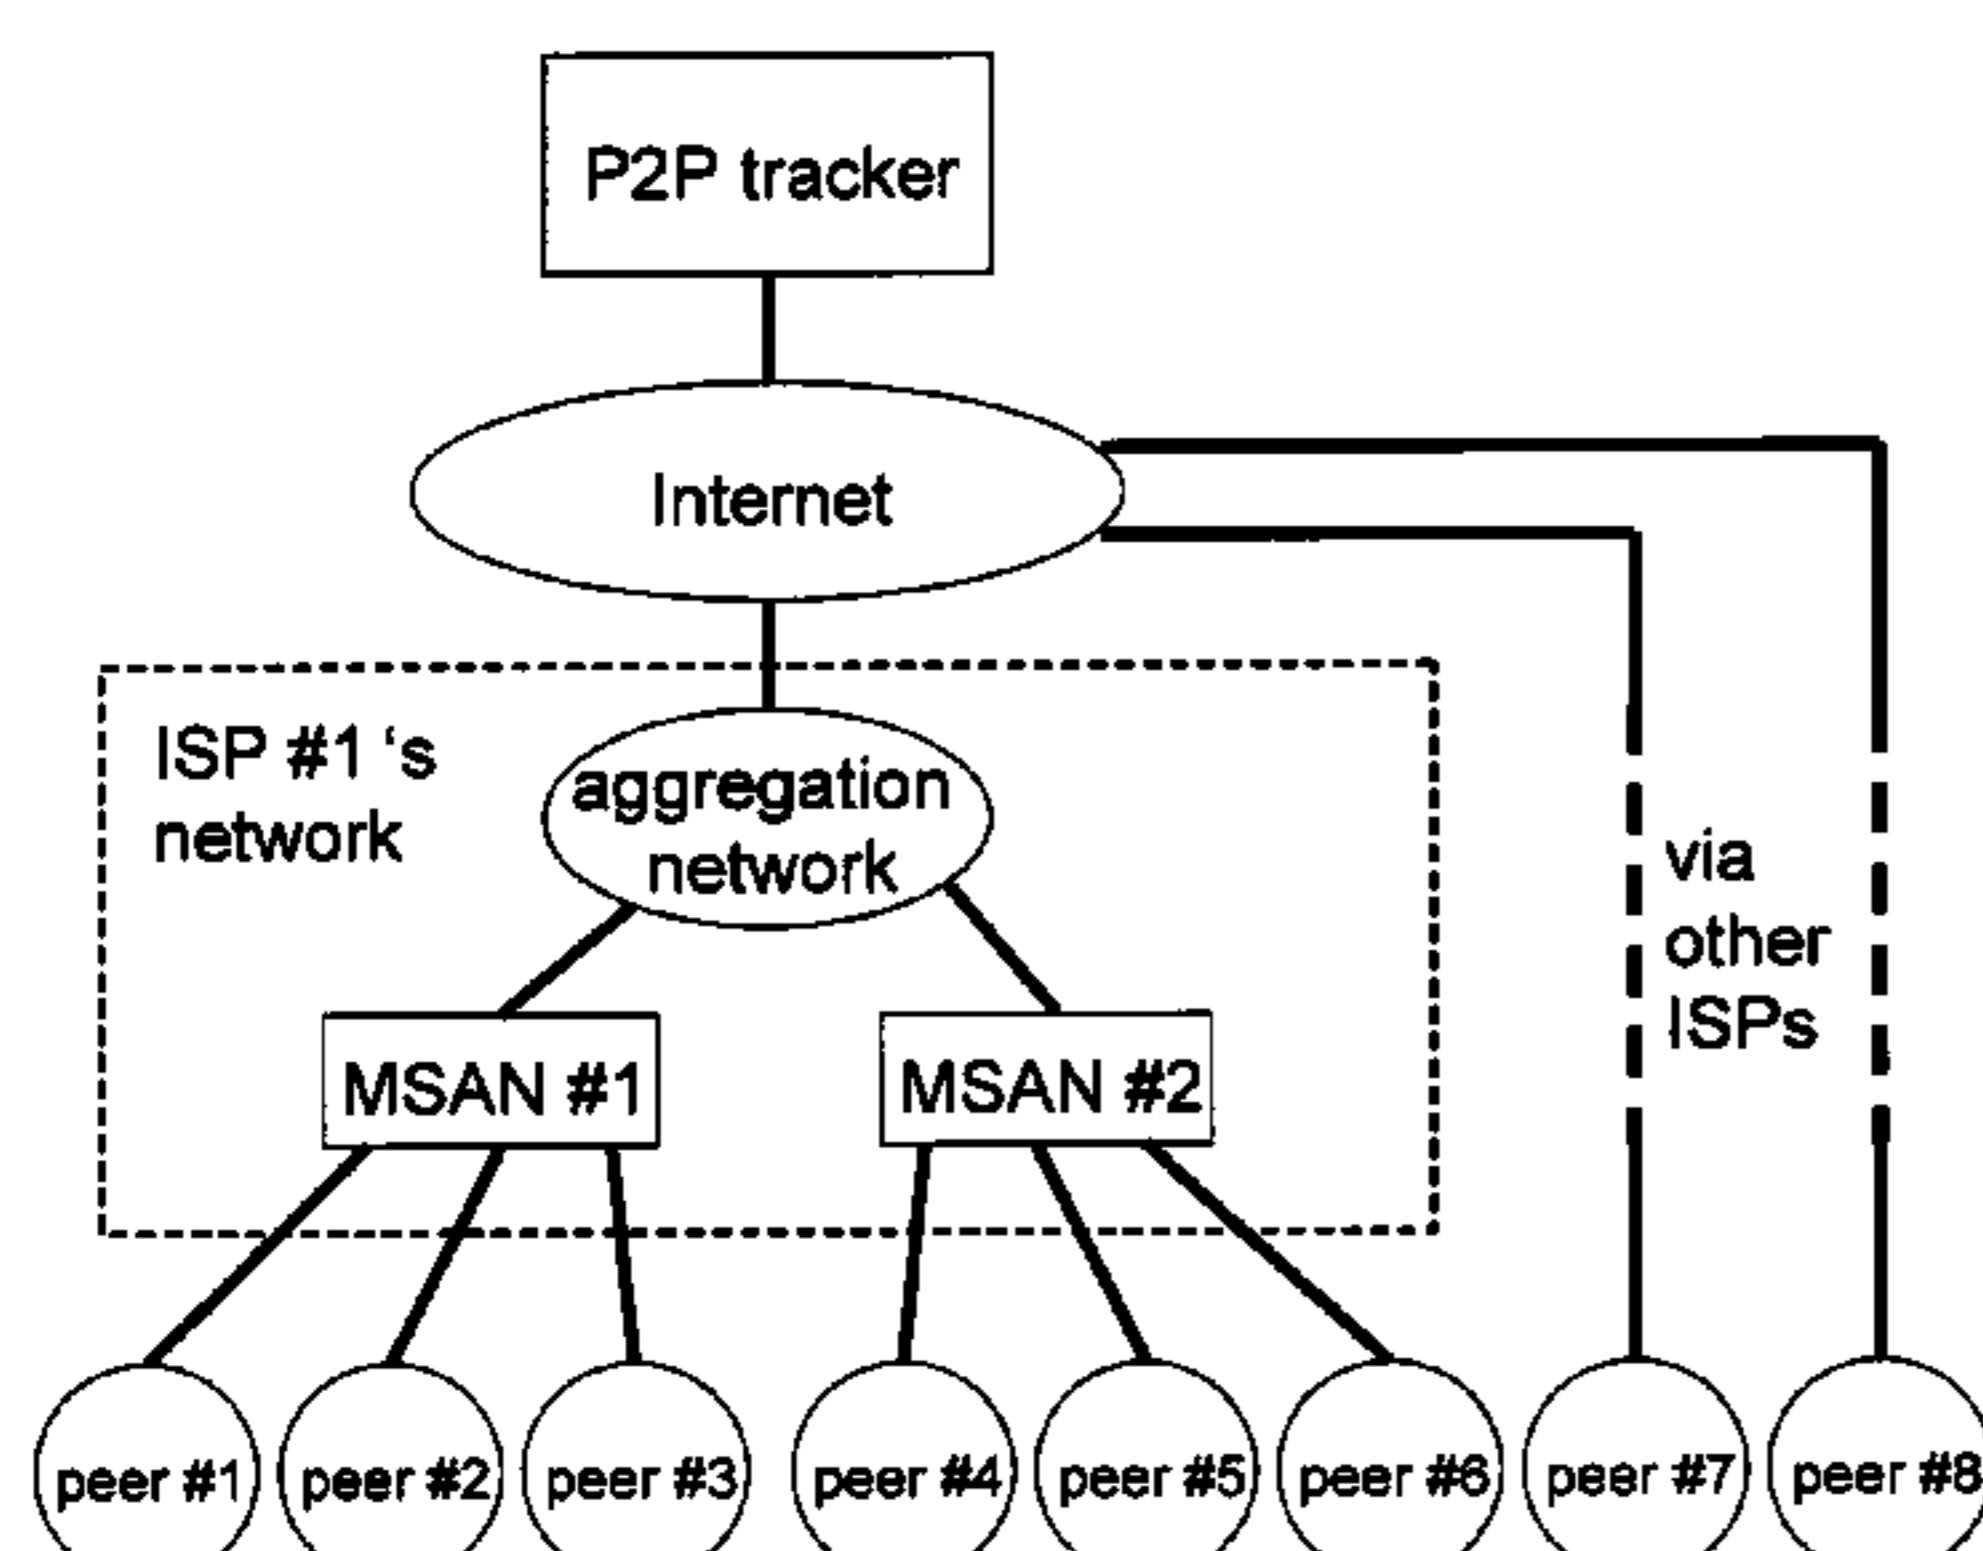 P2P tracker
Internet
ISP #1 ‘s
network
aggregation
network
via
other
ISPs
MSAN #1
MSAN #2
peer #1
peer #2
peer #3
peer #4
peer #5
peer #6
peer #7
peer #8